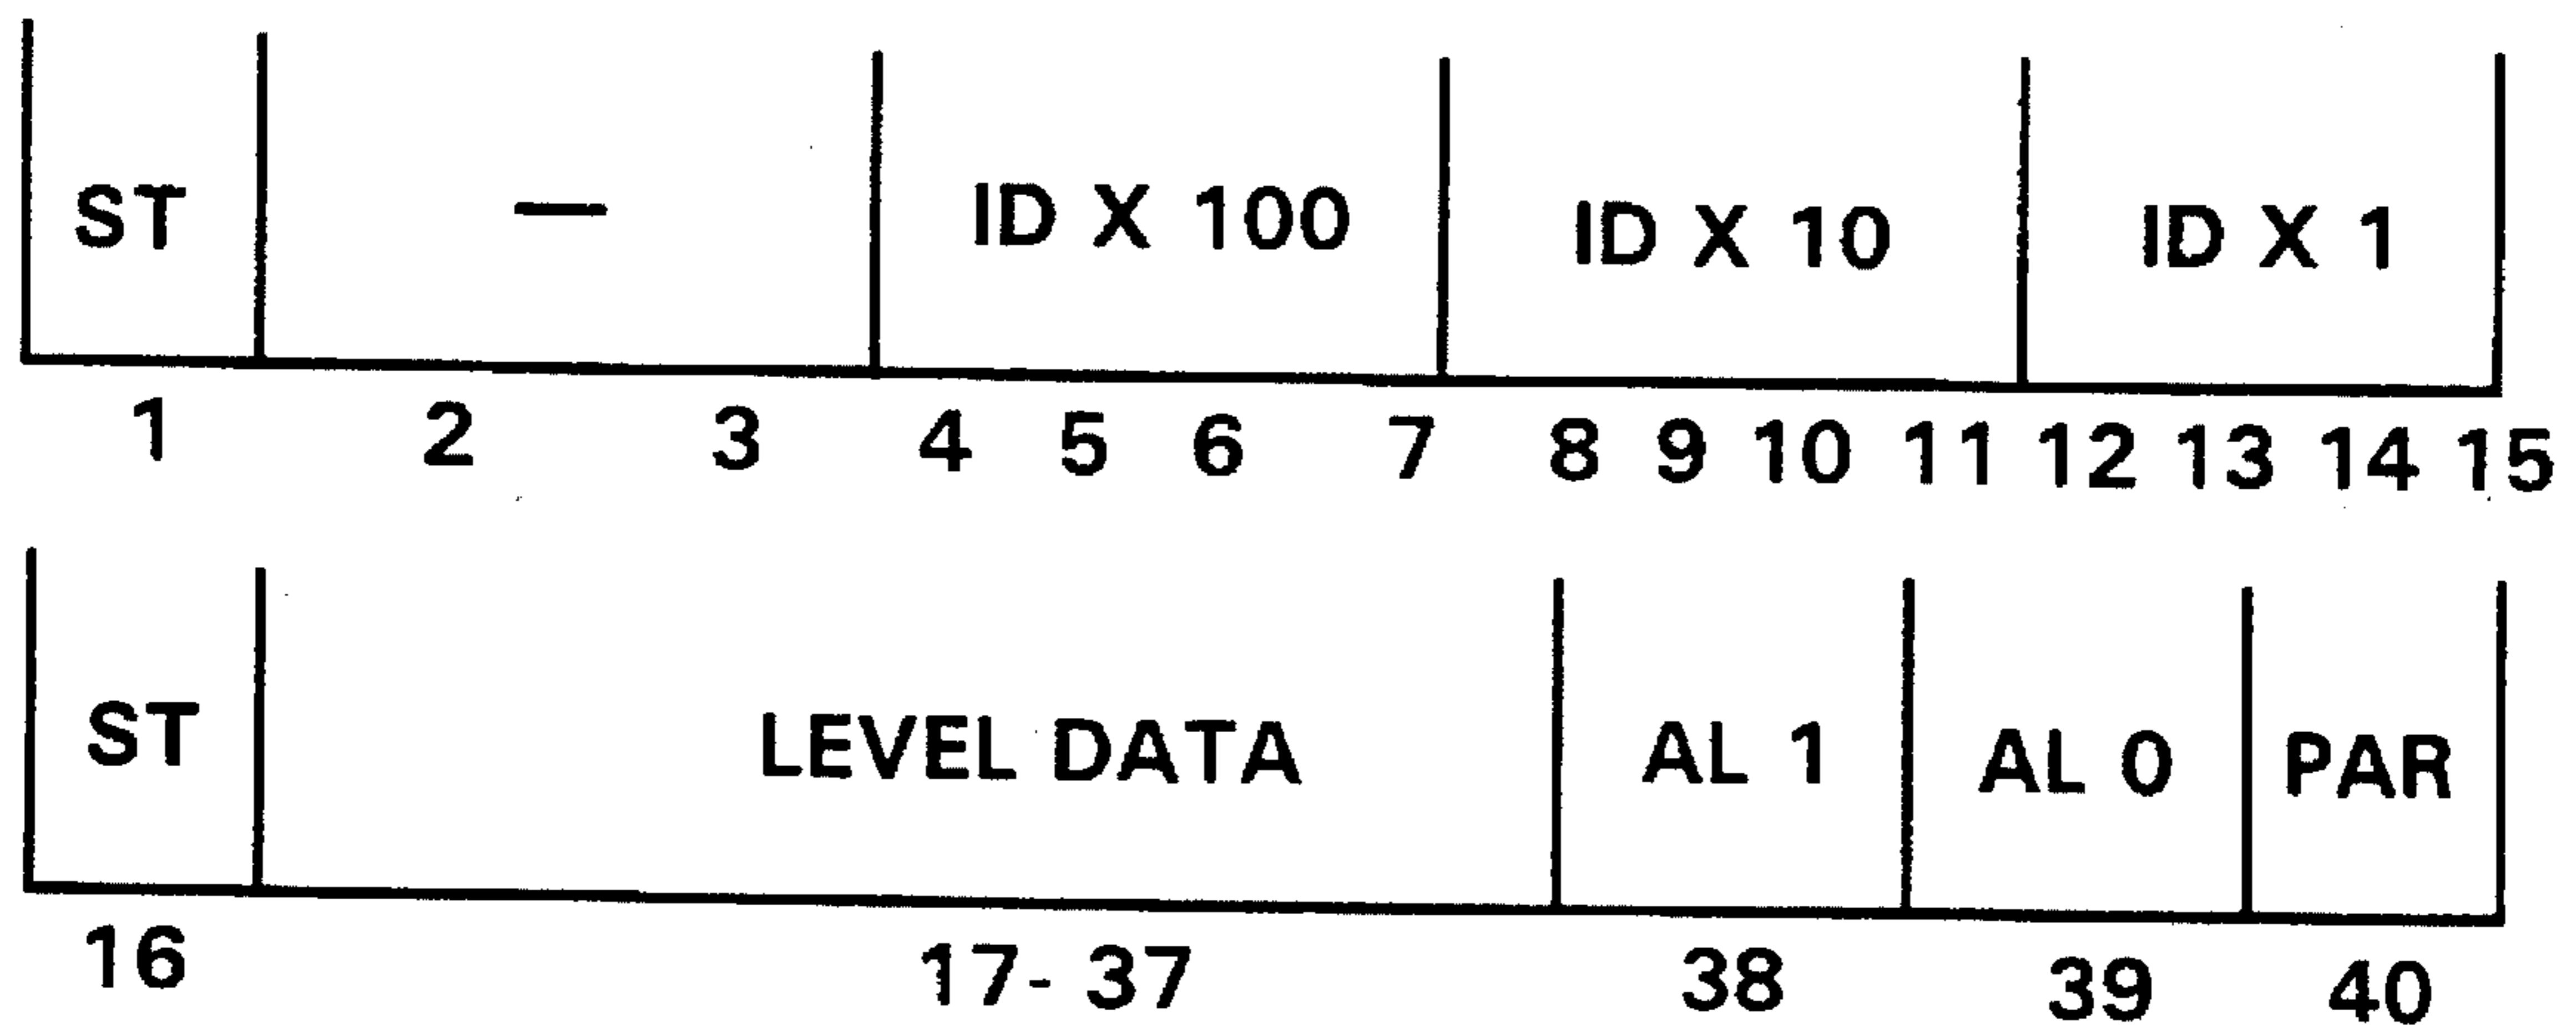 ST — ID X 100 ID X 10 ID X 1
1 2 3 4 5 6 7 8 9 10 11 12 13 14 15
ST LEVEL DATA AL 1 AL 0 PAR
16 17- 37 38 39 40